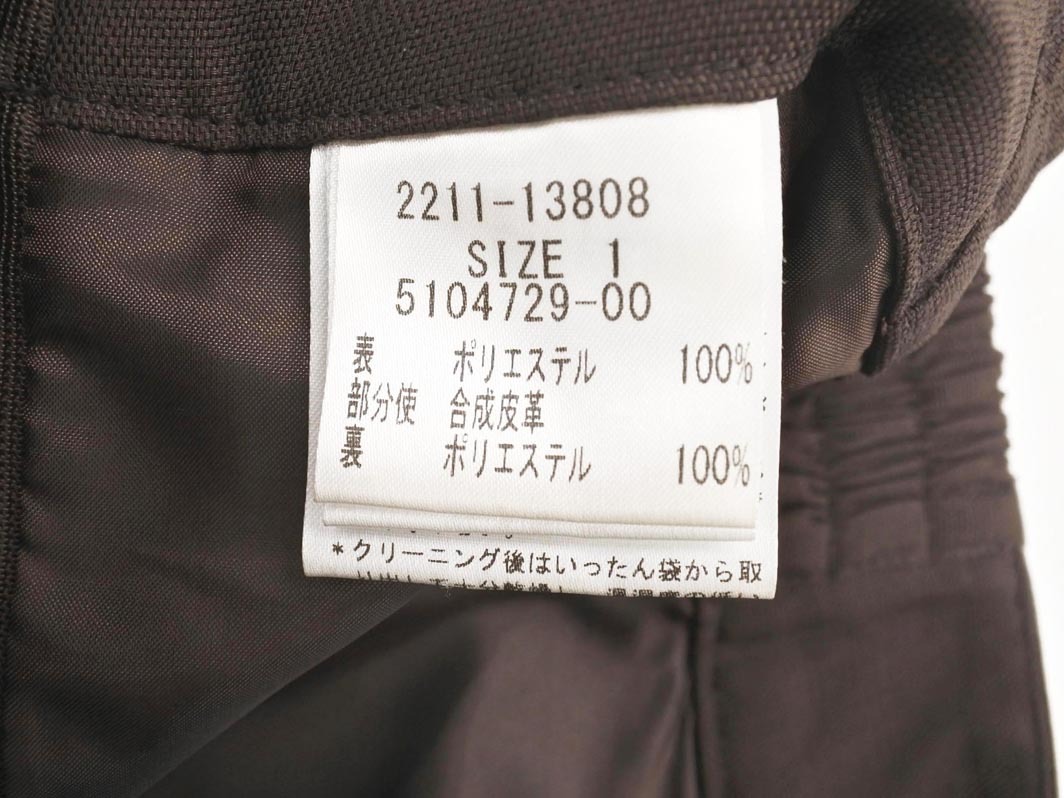 2211-13808
SIZE 1
5104729-00
表 ポリエステル 100%
部分使 合成皮革
裏 ポリエステル 100%
*クリーニング後はいったん袋から取